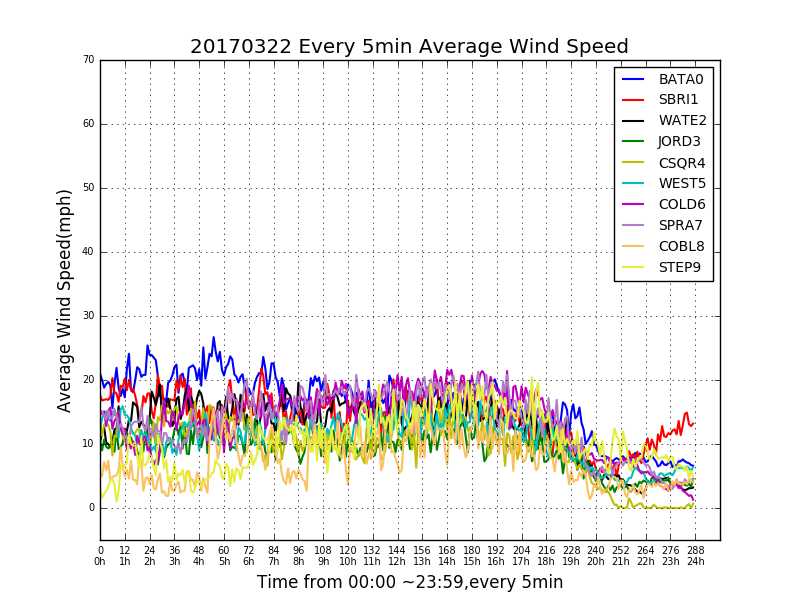 20170322 Every 5min Average Wind Speed
70
60
50
40
30
20
10
0
Average Wind Speed(mph)
BATA0
SBRI1
WATE2
JORD3
CSQR4
WEST5
COLD6
SPRA7
COBL8
STEP9
0 12 24 36 48 60 72 84 96 108 120 132 144 156 168 180 192 204 216 228 240 252 264 276 288
0h 1h 2h 3h 4h 5h 6h 7h 8h 9h 10h 11h 12h 13h 14h 15h 16h 17h 18h 19h 20h 21h 22h 23h 24h
Time from 00:00 ~23:59,every 5min